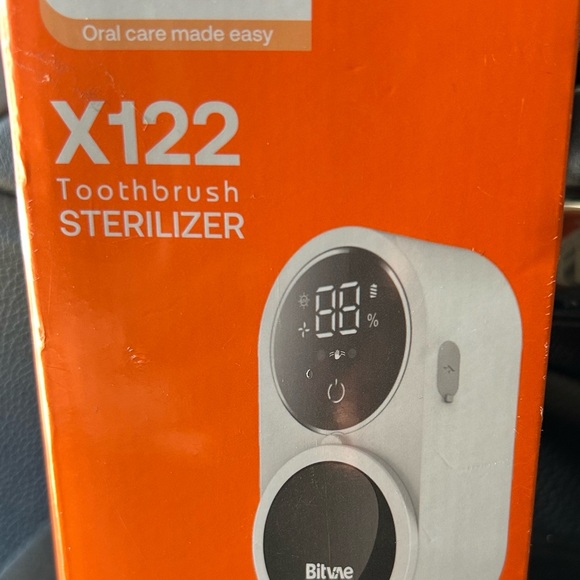 Oral care made easy
X122
Toothbrush
STERILIZER
88
%
Bitvae